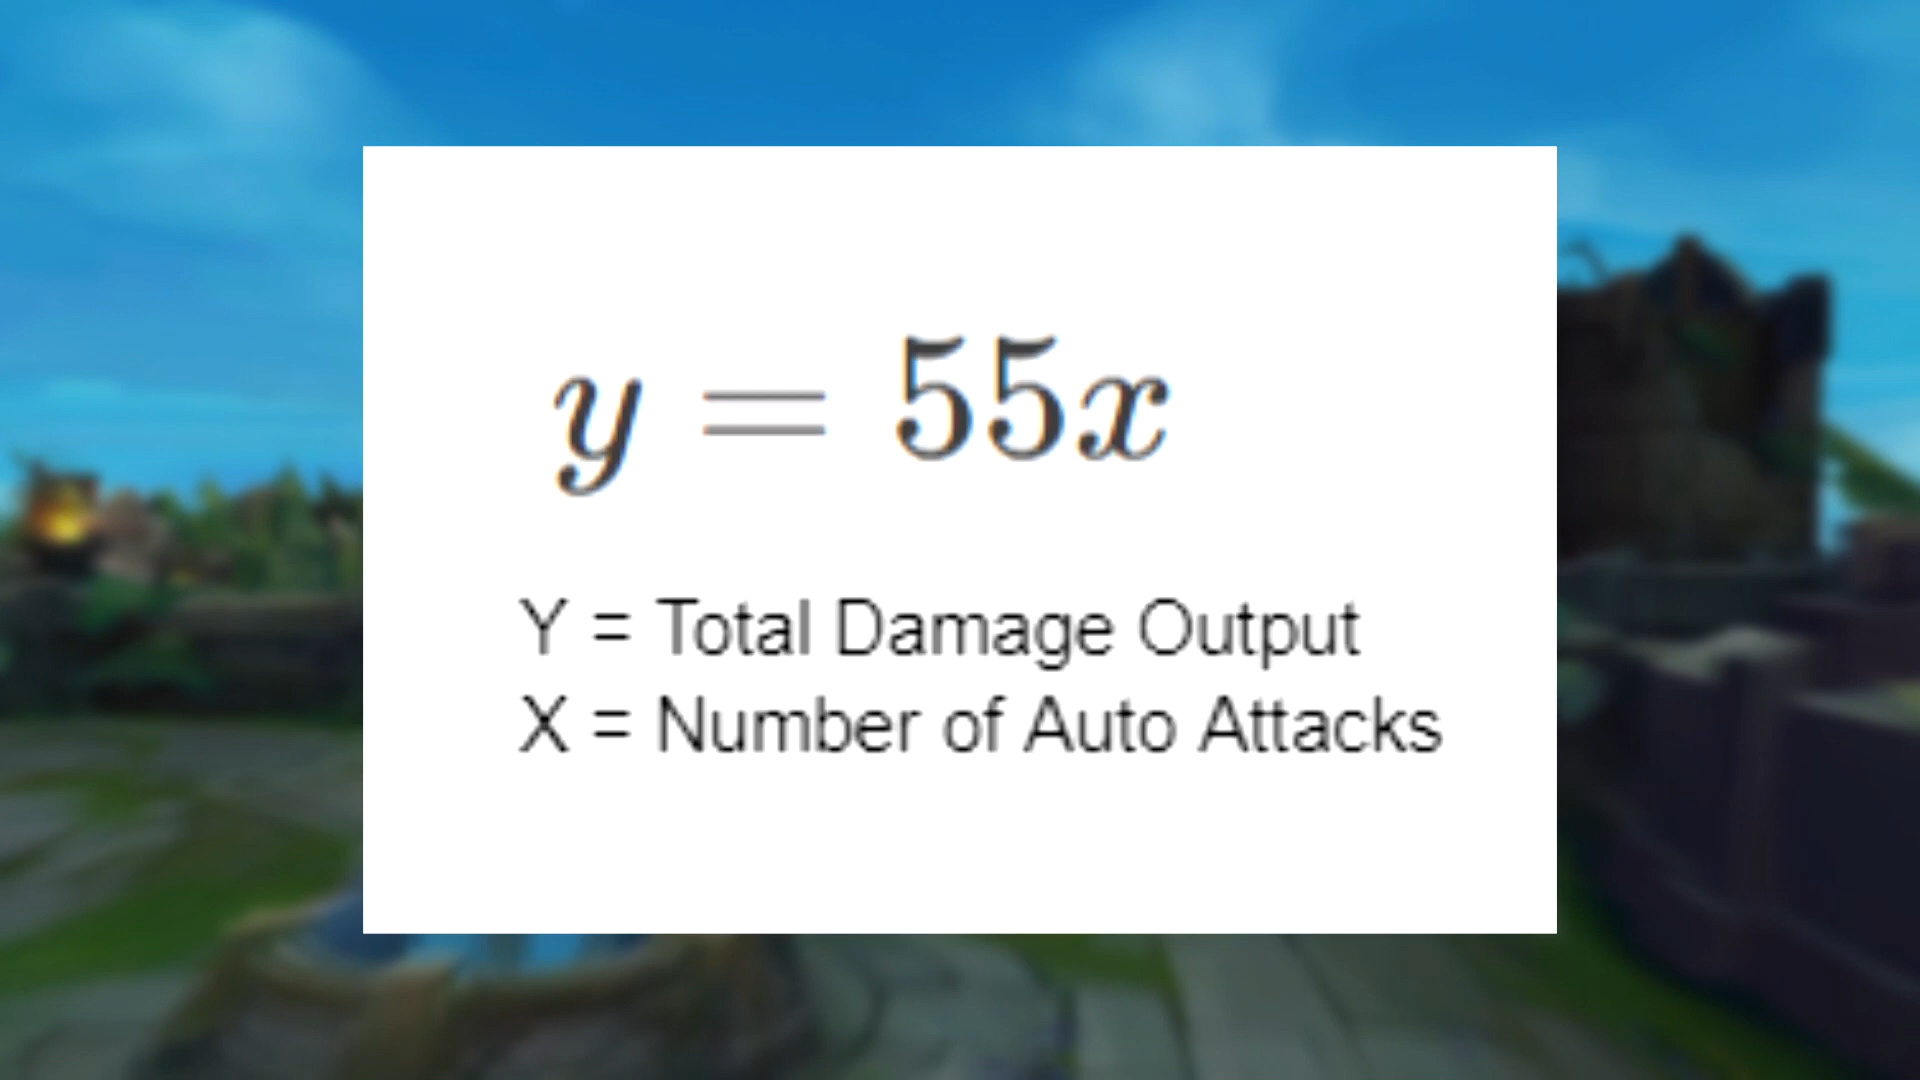 y = 55x
Y = Total Damage Output
X = Number of Auto Attacks